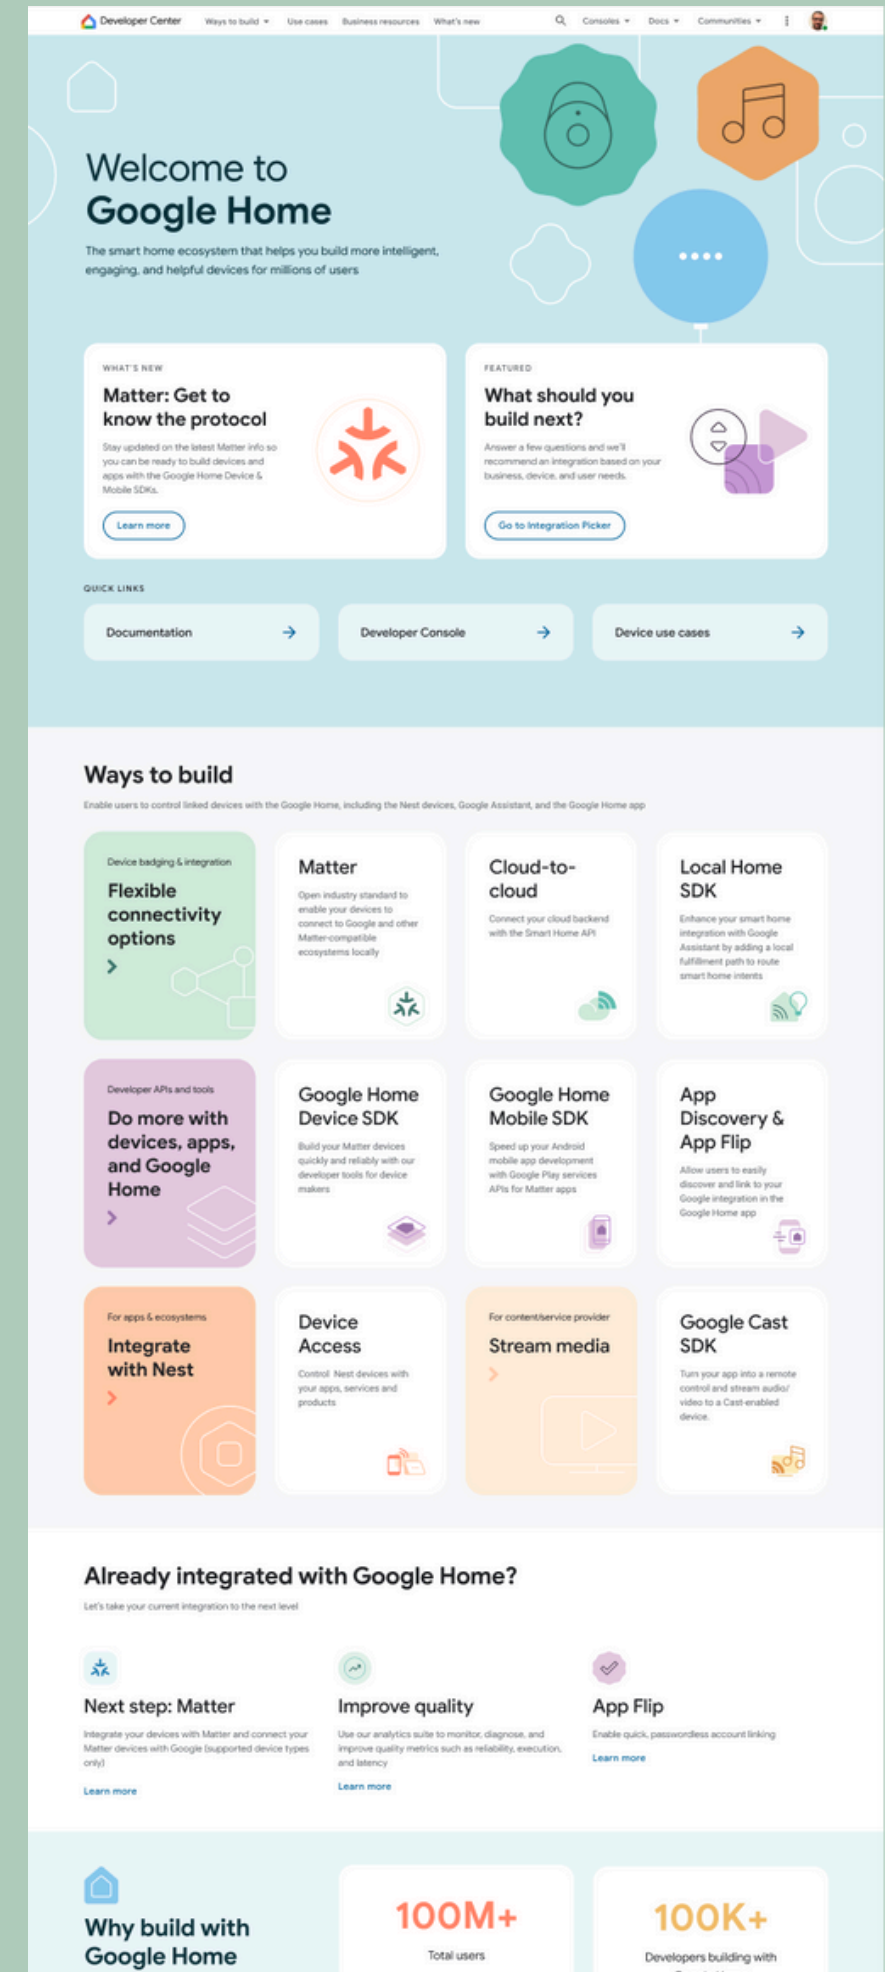 Developer Center
Ways to build
Use cases
Business resources
What's new
Consoles
Docs
Communities
Welcome to
Google Home
The smart home ecosystem that helps you build more intelligent,
engaging, and helpful devices for millions of users
WHAT'S NEW
Matter: Get to
know the protocol
Stay updated on the latest Matter info so
you can be ready to build devices and
apps with the Google Home Device &
Mobile SDKs.
Learn more
FEATURED
What should you
build next?
Answer a few questions and we'll
recommend an integration based on your
business, device, and user needs.
Go to Integration Picker
QUICK LINKS
Documentation
Developer Console
Device use cases
Ways to build
Enable users to control linked devices with the Google Home, including the Nest devices, Google Assistant, and the Google Home app
Device badging & integration
Flexible
connectivity
options
Matter
Open industry standard to
enable your devices to
connect to Google and other
Matter-compatible
ecosystems locally
Cloud-to-
cloud
Connect your cloud backend
with the Smart Home API
Local Home
SDK
Enhance your smart home
integration with Google
Assistant by adding a local
fulfillment path to route
smart home intents
Developer APIs and tools
Do more with
devices, apps,
and Google
Home
Google Home
Device SDK
Build your Matter devices
quickly and reliably with our
developer tools for device
makers
Google Home
Mobile SDK
Speed up your Android
mobile app development
with Google Play services
APIs for Matter apps
App
Discovery &
App Flip
Allow users to easily
discover and link to your
Google integration in the
Google Home app
For apps & ecosystems
Integrate
with Nest
Device
Access
Control Nest devices with
your apps, services and
products
For content/service provider
Stream media
Google Cast
SDK
Turn your app into a remote
control and stream audio/
video to a Cast-enabled
device.
Already integrated with Google Home?
Let's take your current integration to the next level
Next step: Matter
Integrate your devices with Matter and connect your
Matter devices with Google (supported device types
only)
Learn more
Improve quality
Use our analytics suite to monitor, diagnose, and
improve quality metrics such as reliability, execution,
and latency
Learn more
App Flip
Enable quick, passwordless account linking
Learn more
Why build with
Google Home
100M+
Total users
100K+
Developers building with